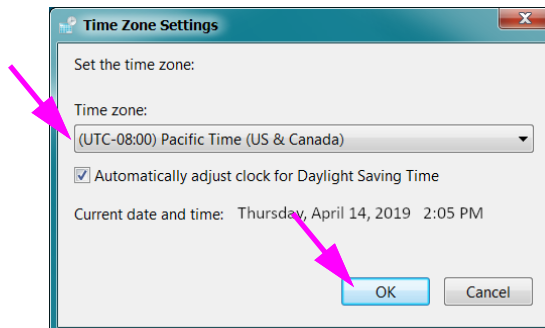 Time Zone Settings
Set the time zone:
Time zone:
(UTC-08:00) Pacific Time (US & Canada)
Automatically adjust clock for Daylight Saving Time
Current date and time: Thursday, April 14, 2019 2:05 PM
OK Cancel